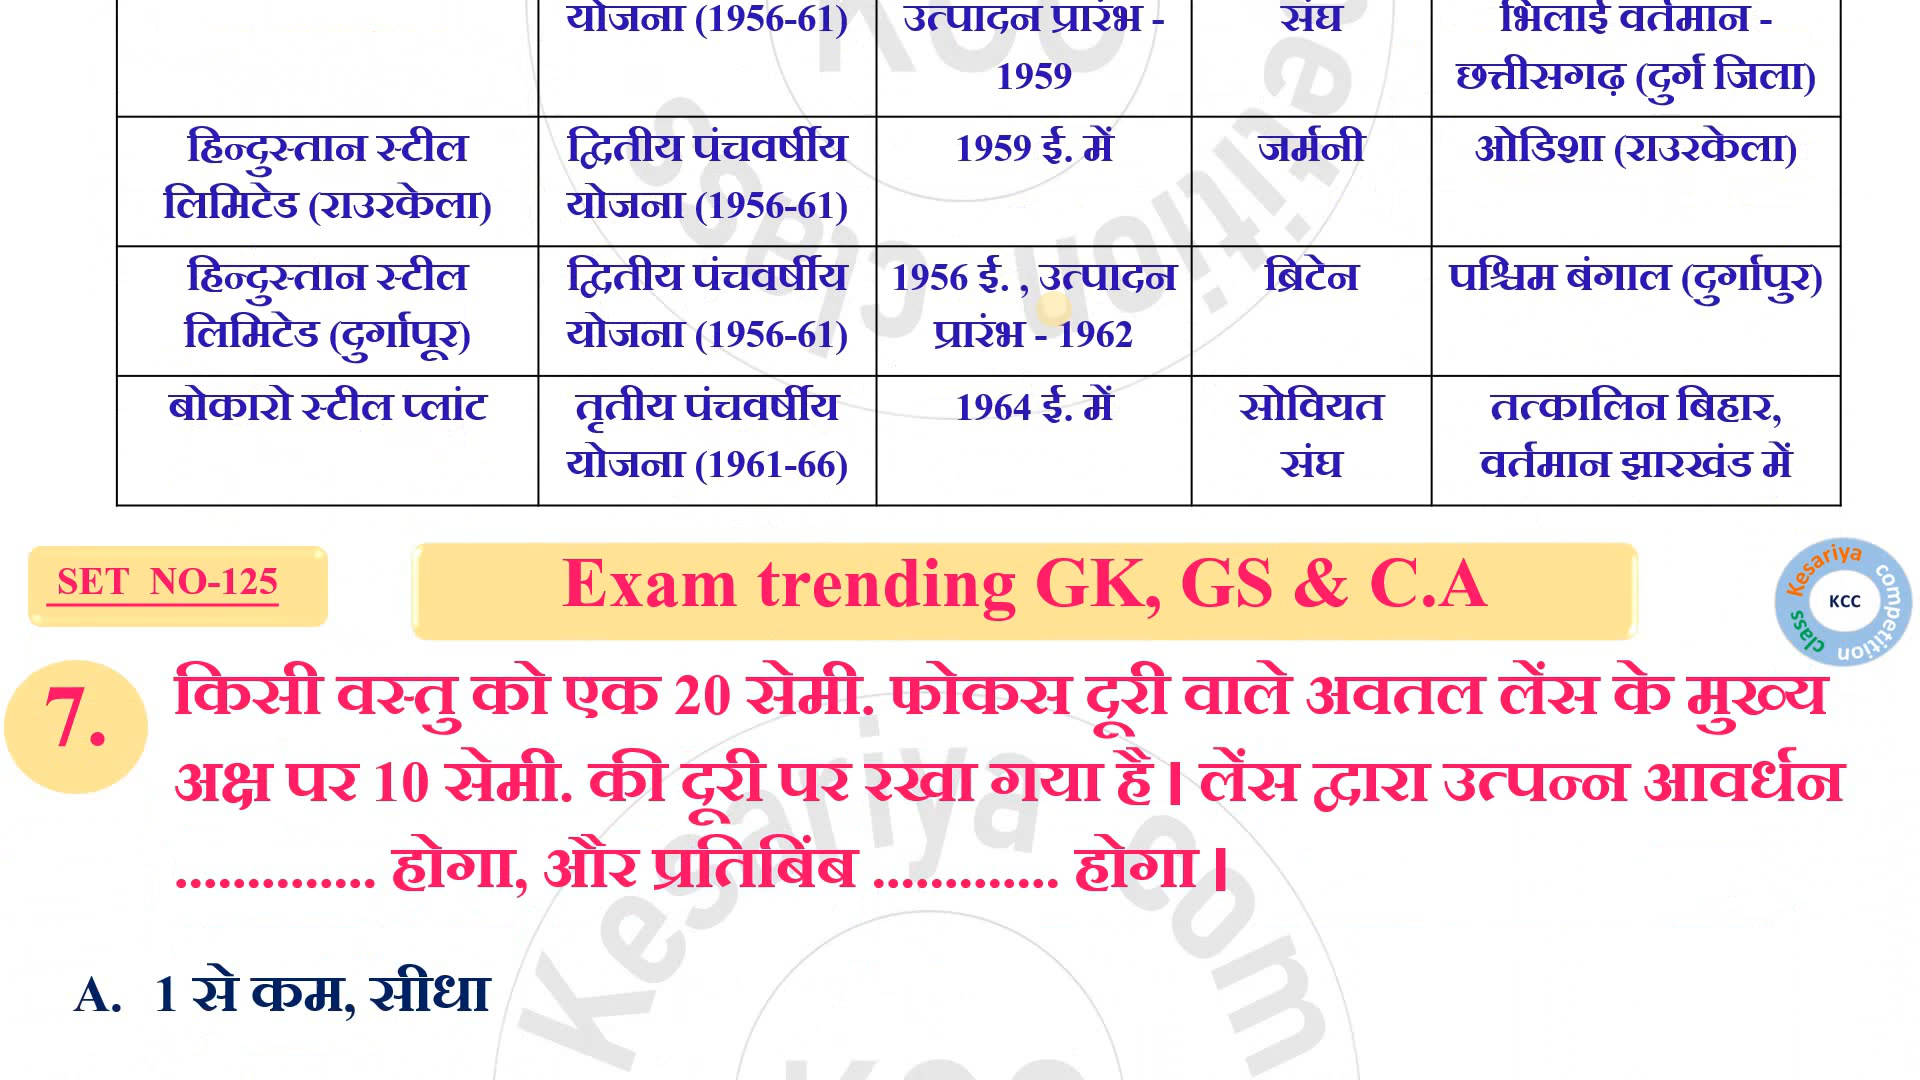 योजना (1956-61) उत्पादन प्रारंभ - संघ भिलाई वर्तमान -
1959 छत्तीसगढ़ (दुर्ग जिला)
हिन्दुस्तान स्टील द्वितीय पंचवर्षीय 1959 ई. में जर्मनी ओडिशा (राउरकेला)
लिमिटेड (राउरकेला) योजना (1956-61)
हिन्दुस्तान स्टील द्वितीय पंचवर्षीय 1956 ई. , उत्पादन ब्रिटेन पश्चिम बंगाल (दुर्गापुर)
लिमिटेड (दुर्गापूर) योजना (1956-61) प्रारंभ - 1962
बोकारो स्टील प्लांट तृतीय पंचवर्षीय 1964 ई. में सोवियत तत्कालिन बिहार,
योजना (1961-66) संघ वर्तमान झारखंड में
SET NO-125 Exam trending GK, GS & C.A
Kesariya competition class
KCC
7. किसी वस्तु को एक 20 सेमी. फोकस दूरी वाले अवतल लेंस के मुख्य
अक्ष पर 10 सेमी. की दूरी पर रखा गया है। लेंस द्वारा उत्पन्न आवर्धन
.............. होगा, और प्रतिबिंब ............. होगा।
A. 1 से कम, सीधा